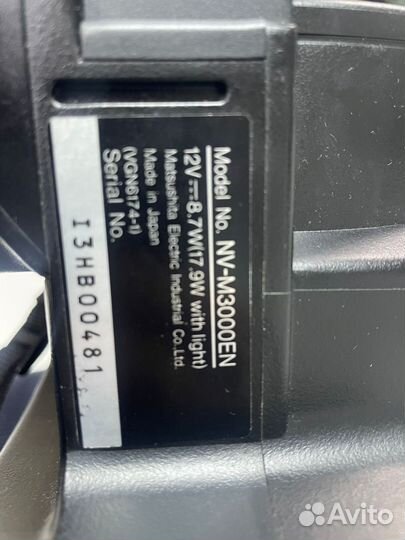 Model No. NV-M3000EN
12V⎓8.7W(17.9W with light)
Matsushita Electric Industrial Co.,Ltd.
Made in Japan
(VGN6174-1)
Serial No.
I3HB00481
Avito